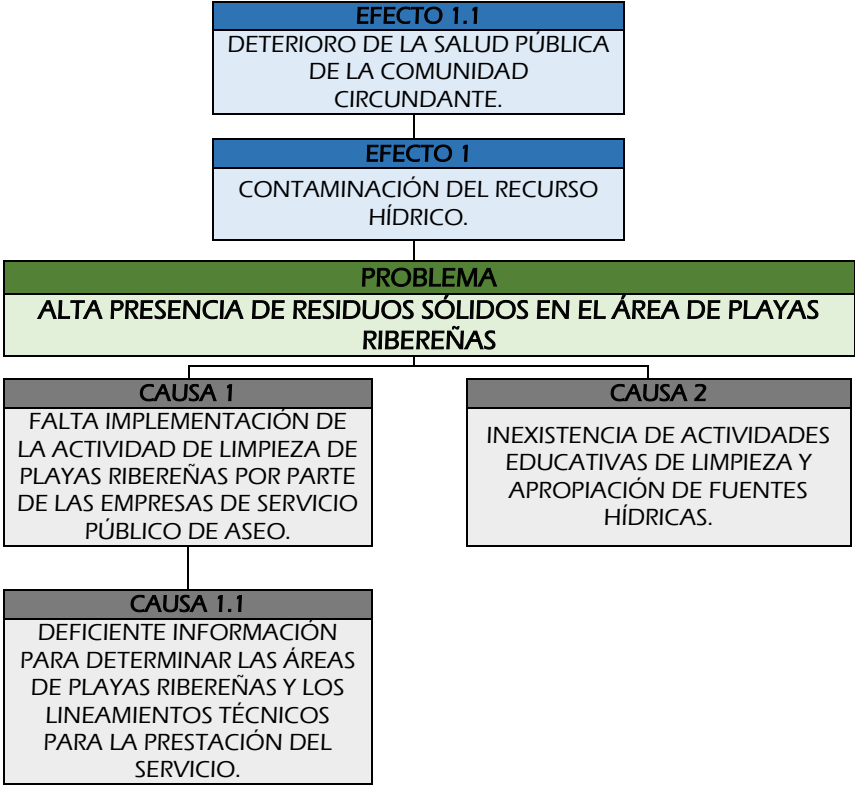 EFECTO 1.1
DETERIORO DE LA SALUD PÚBLICA
DE LA COMUNIDAD
CIRCUNDANTE.
EFECTO 1
CONTAMINACIÓN DEL RECURSO
HÍDRICO.
PROBLEMA
ALTA PRESENCIA DE RESIDUOS SÓLIDOS EN EL ÁREA DE PLAYAS
RIBEREÑAS
CAUSA 1
FALTA IMPLEMENTACIÓN DE
LA ACTIVIDAD DE LIMPIEZA DE
PLAYAS RIBEREÑAS POR PARTE
DE LAS EMPRESAS DE SERVICIO
PÚBLICO DE ASEO.
CAUSA 2
INEXISTENCIA DE ACTIVIDADES
EDUCATIVAS DE LIMPIEZA Y
APROPIACIÓN DE FUENTES
HÍDRICAS.
CAUSA 1.1
DEFICIENTE INFORMACIÓN
PARA DETERMINAR LAS ÁREAS
DE PLAYAS RIBEREÑAS Y LOS
LINEAMIENTOS TÉCNICOS
PARA LA PRESTACIÓN DEL
SERVICIO.